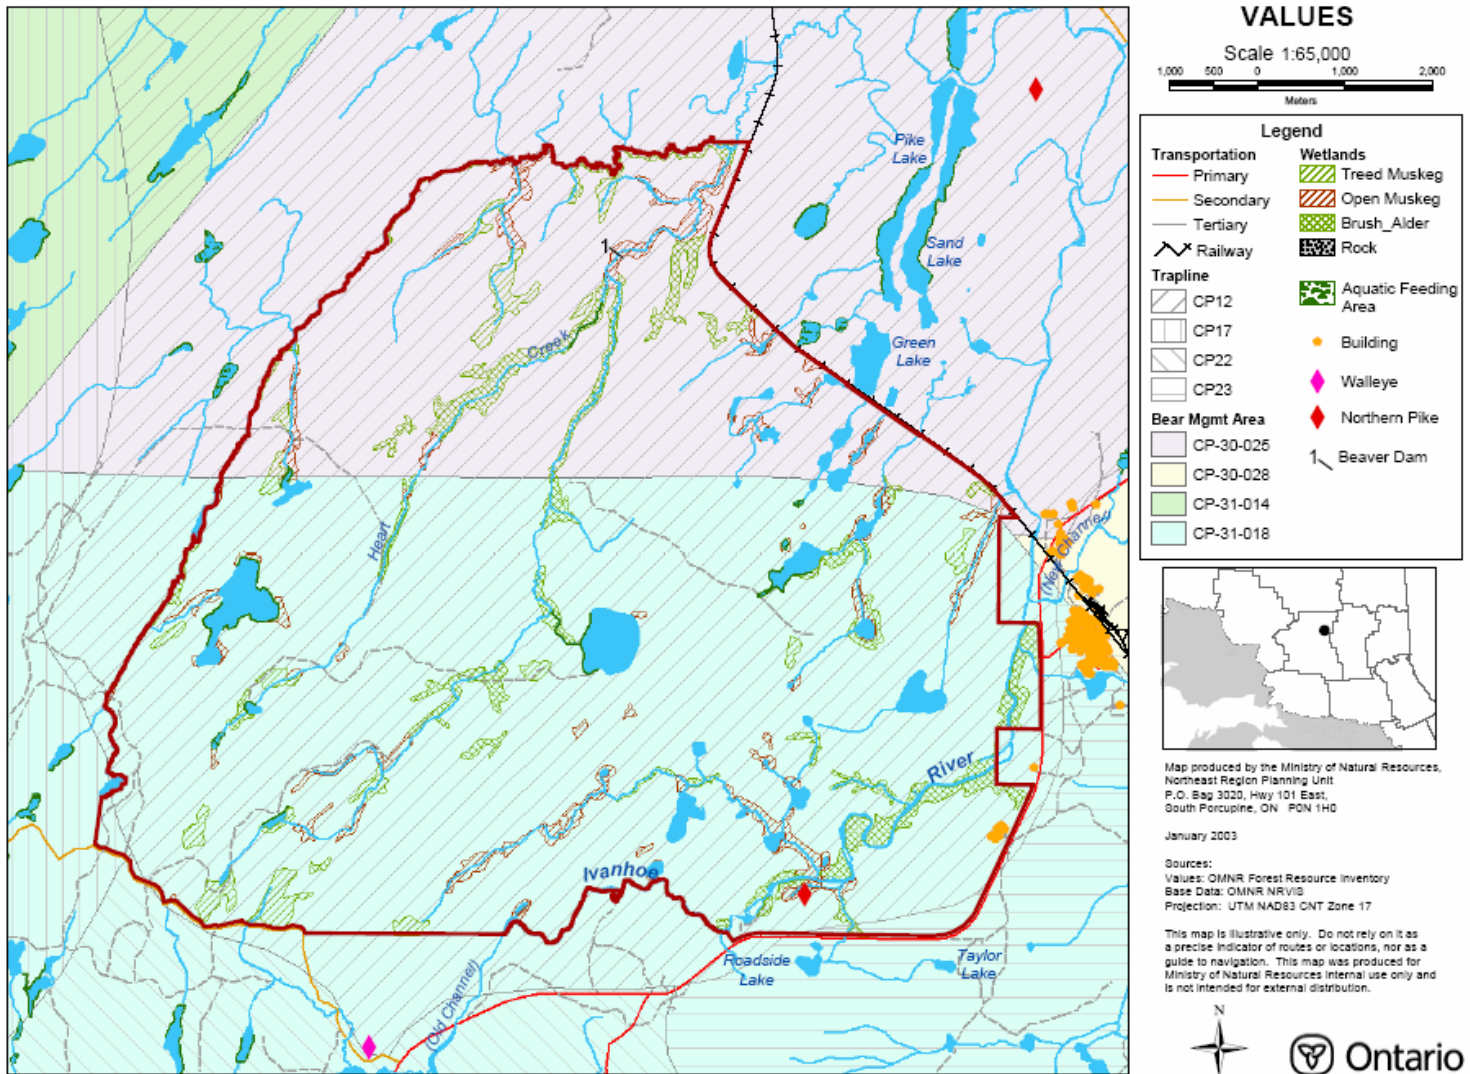 VALUES
Scale 1:65,000
1,000 500 0 1,000 2,000
Meters
Legend
Transportation
Primary
Secondary
Tertiary
Railway
Trapline
CP12
CP17
CP22
CP23
Bear Mgmt Area
CP-30-025
CP-30-028
CP-31-014
CP-31-018
Wetlands
Treed Muskeg
Open Muskeg
Brush_Alder
Rock
Aquatic Feeding
Area
Building
Walleye
Northern Pike
1 Beaver Dam
Pike
Lake
Sand
Lake
Green
Lake
1
Creek
Heart
(New Channel)
River
Ivanhoe
Roadside
Lake
Taylor
Lake
(Old Channel)
Map produced by the Ministry of Natural Resources,
Northeast Region Planning Unit
P.O. Bag 3020, Hwy 101 East,
South Porcupine, ON P0N 1H0
January 2003
Sources:
Values: OMNR Forest Resource Inventory
Base Data: OMNR NRVIS
Projection: UTM NAD83 CNT Zone 17
This map is illustrative only. Do not rely on it as
a precise indicator of routes or locations, nor as a
guide to navigation. This map was produced for
Ministry of Natural Resources internal use only and
is not intended for external distribution.
N
Ontario